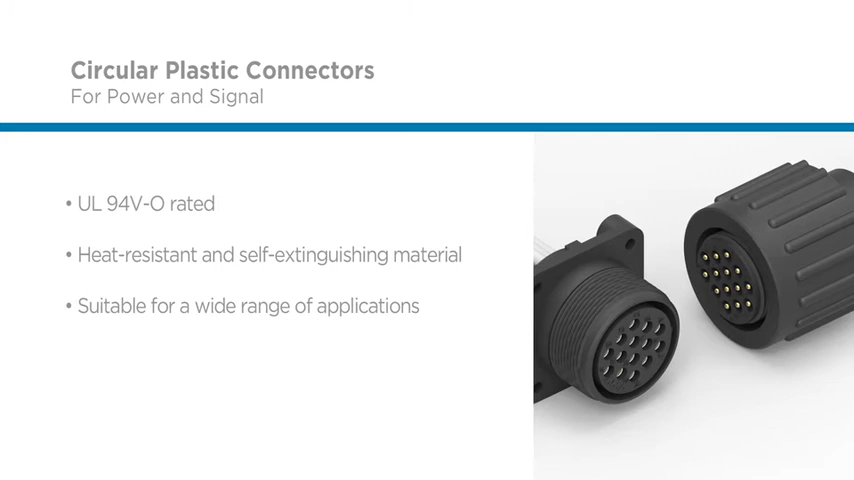 Circular Plastic Connectors
For Power and Signal
• UL 94V-O rated
• Heat-resistant and self-extinguishing material
• Suitable for a wide range of applications